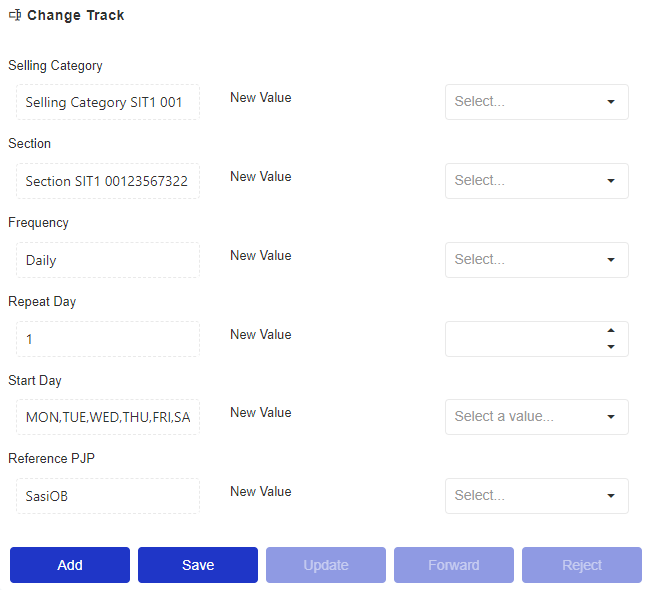 Change Track
Selling Category
Selling Category SIT1 001 New Value Select...
Section
Section SIT1 00123567322 New Value Select...
Frequency
Daily New Value Select...
Repeat Day
1 New Value
Start Day
MON,TUE,WED,THU,FRI,SA New Value Select a value...
Reference PJP
SasiOB New Value Select...
Add Save Update Forward Reject